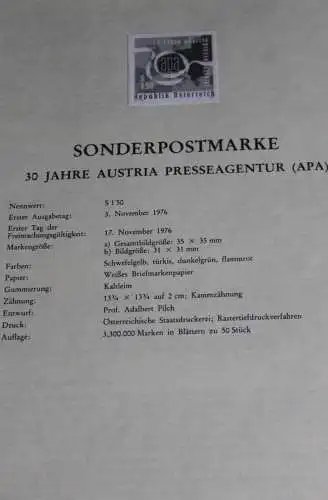 apa
Republik Österreich
SONDERPOSTMARKE
30 JAHRE AUSTRIA PRESSEAGENTUR (APA)
Nennwert: S 1·50
Erster Ausgabetag: 5. November 1976
Erster Tag der
Freimachungsgültigkeit: 17. November 1976
Markengröße: a) Gesamtbildgröße: 35 × 35 mm
b) Bildgröße: 31 × 31 mm
Farben: Schwefelgelb, türkis, dunkelgrün, flammrot
Papier: Weißes Briefmarkenpapier
Gummierung: Kaltleim
Zähnung: 13¾ × 13¾ auf 2 cm; Kammzähnung
Entwurf: Prof. Adalbert Pilch
Druck: Österreichische Staatsdruckerei; Rastertiefdruckverfahren
Auflage: 3,300.000 Marken in Blättern zu 50 Stück